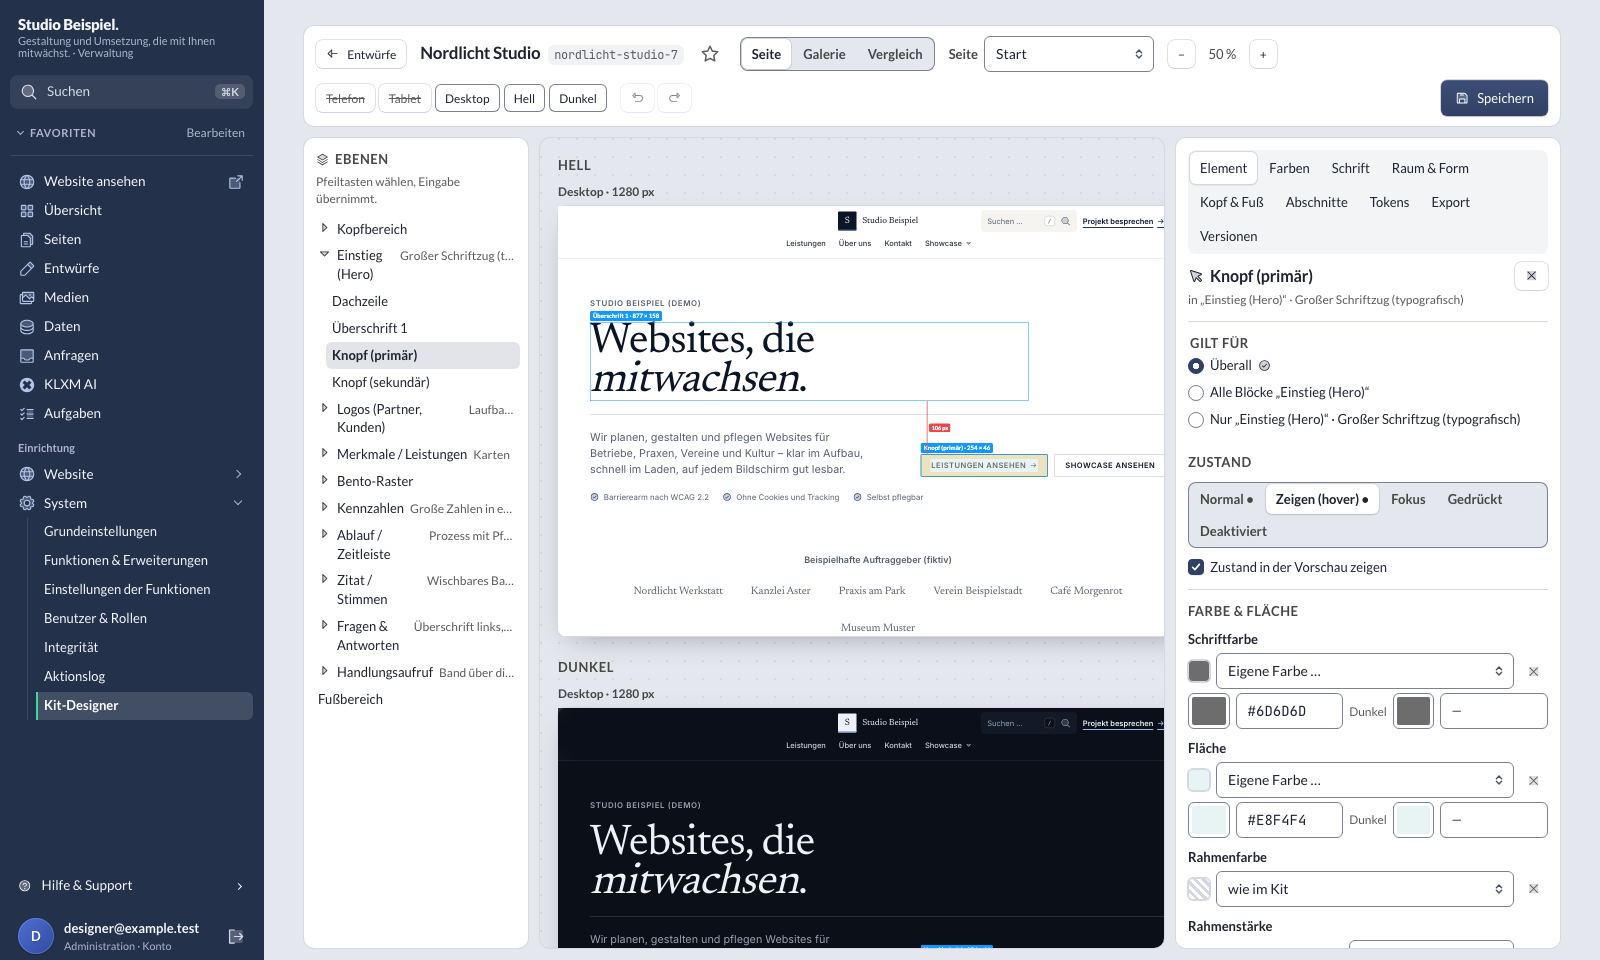 Studio Beispiel.
Gestaltung und Umsetzung, die mit Ihnen
mitwächst. · Verwaltung
Suchen ⌘K
FAVORITEN Bearbeiten
Website ansehen
Übersicht
Seiten
Entwürfe
Medien
Daten
Anfragen
KLXM AI
Aufgaben
Einrichtung
Website
System
Grundeinstellungen
Funktionen & Erweiterungen
Einstellungen der Funktionen
Benutzer & Rollen
Integrität
Aktionslog
Kit-Designer
Hilfe & Support
D
designer@example.test
Administration · Konto
← Entwürfe
Nordlicht Studio
nordlicht-studio-7
Seite Galerie Vergleich
Seite Start
− 50 % +
Telefon Tablet Desktop Hell Dunkel
Speichern
EBENEN
Pfeiltasten wählen, Eingabe
übernimmt.
Kopfbereich
Einstieg Großer Schriftzug (t...
(Hero)
Dachzeile
Überschrift 1
Knopf (primär)
Knopf (sekundär)
Logos (Partner, Laufba...
Kunden)
Merkmale / Leistungen Karten
Bento-Raster
Kennzahlen Große Zahlen in e...
Ablauf / Prozess mit Pf...
Zeitleiste
Zitat / Wischbares Ba...
Stimmen
Fragen & Überschrift links,...
Antworten
Handlungsaufruf Band über di...
Fußbereich
HELL
Desktop · 1280 px
S Studio Beispiel
Suchen ... / Projekt besprechen →
Leistungen Über uns Kontakt Showcase
STUDIO BEISPIEL (DEMO)
Überschrift 1 · 877 × 158
Websites, die
mitwachsen.
106 px
Wir planen, gestalten und pflegen Websites für
Betriebe, Praxen, Vereine und Kultur – klar im Aufbau,
schnell im Laden, auf jedem Bildschirm gut lesbar.
Knopf (primär) · 254 × 46
LEISTUNGEN ANSEHEN →
SHOWCASE ANSEHEN
Barrierearm nach WCAG 2.2 Ohne Cookies und Tracking Selbst pflegbar
Beispielhafte Auftraggeber (fiktiv)
Nordlicht Werkstatt Kanzlei Aster Praxis am Park Verein Beispielstadt Café Morgenrot
Museum Muster
DUNKEL
Desktop · 1280 px
S Studio Beispiel
Suchen ... / Projekt besprechen →
Leistungen Über uns Kontakt Showcase
STUDIO BEISPIEL (DEMO)
Websites, die
mitwachsen.
Wir planen, gestalten und pflegen Websites für
Element Farben Schrift Raum & Form
Kopf & Fuß Abschnitte Tokens Export
Versionen
Knopf (primär)
in „Einstieg (Hero)“ · Großer Schriftzug (typografisch)
GILT FÜR
Überall
Alle Blöcke „Einstieg (Hero)“
Nur „Einstieg (Hero)“ · Großer Schriftzug (typografisch)
ZUSTAND
Normal • Zeigen (hover) • Fokus Gedrückt
Deaktiviert
Zustand in der Vorschau zeigen
FARBE & FLÄCHE
Schriftfarbe
Eigene Farbe ...
#6D6D6D Dunkel —
Fläche
Eigene Farbe ...
#E8F4F4 Dunkel —
Rahmenfarbe
wie im Kit
Rahmenstärke